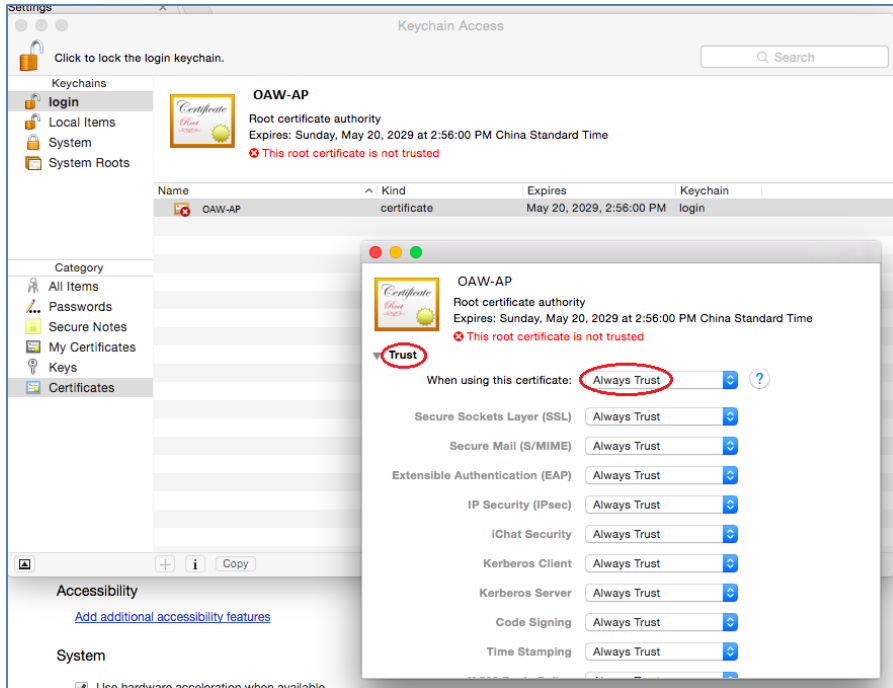 Settings
Keychain Access
Click to lock the login keychain.
Search
Keychains
login
Local Items
System
System Roots
Certificate
Root
OAW-AP
Root certificate authority
Expires: Sunday, May 20, 2029 at 2:56:00 PM China Standard Time
This root certificate is not trusted
Name Kind Expires Keychain
OAW-AP certificate May 20, 2029, 2:56:00 PM login
Category
All Items
Passwords
Secure Notes
My Certificates
Keys
Certificates
Copy
Certificate
Root
OAW-AP
Root certificate authority
Expires: Sunday, May 20, 2029 at 2:56:00 PM China Standard Time
This root certificate is not trusted
Trust
When using this certificate: Always Trust ?
Secure Sockets Layer (SSL) Always Trust
Secure Mail (S/MIME) Always Trust
Extensible Authentication (EAP) Always Trust
IP Security (IPsec) Always Trust
iChat Security Always Trust
Kerberos Client Always Trust
Kerberos Server Always Trust
Code Signing Always Trust
Time Stamping Always Trust
Accessibility
Add additional accessibility features
System
Use hardware acceleration when available